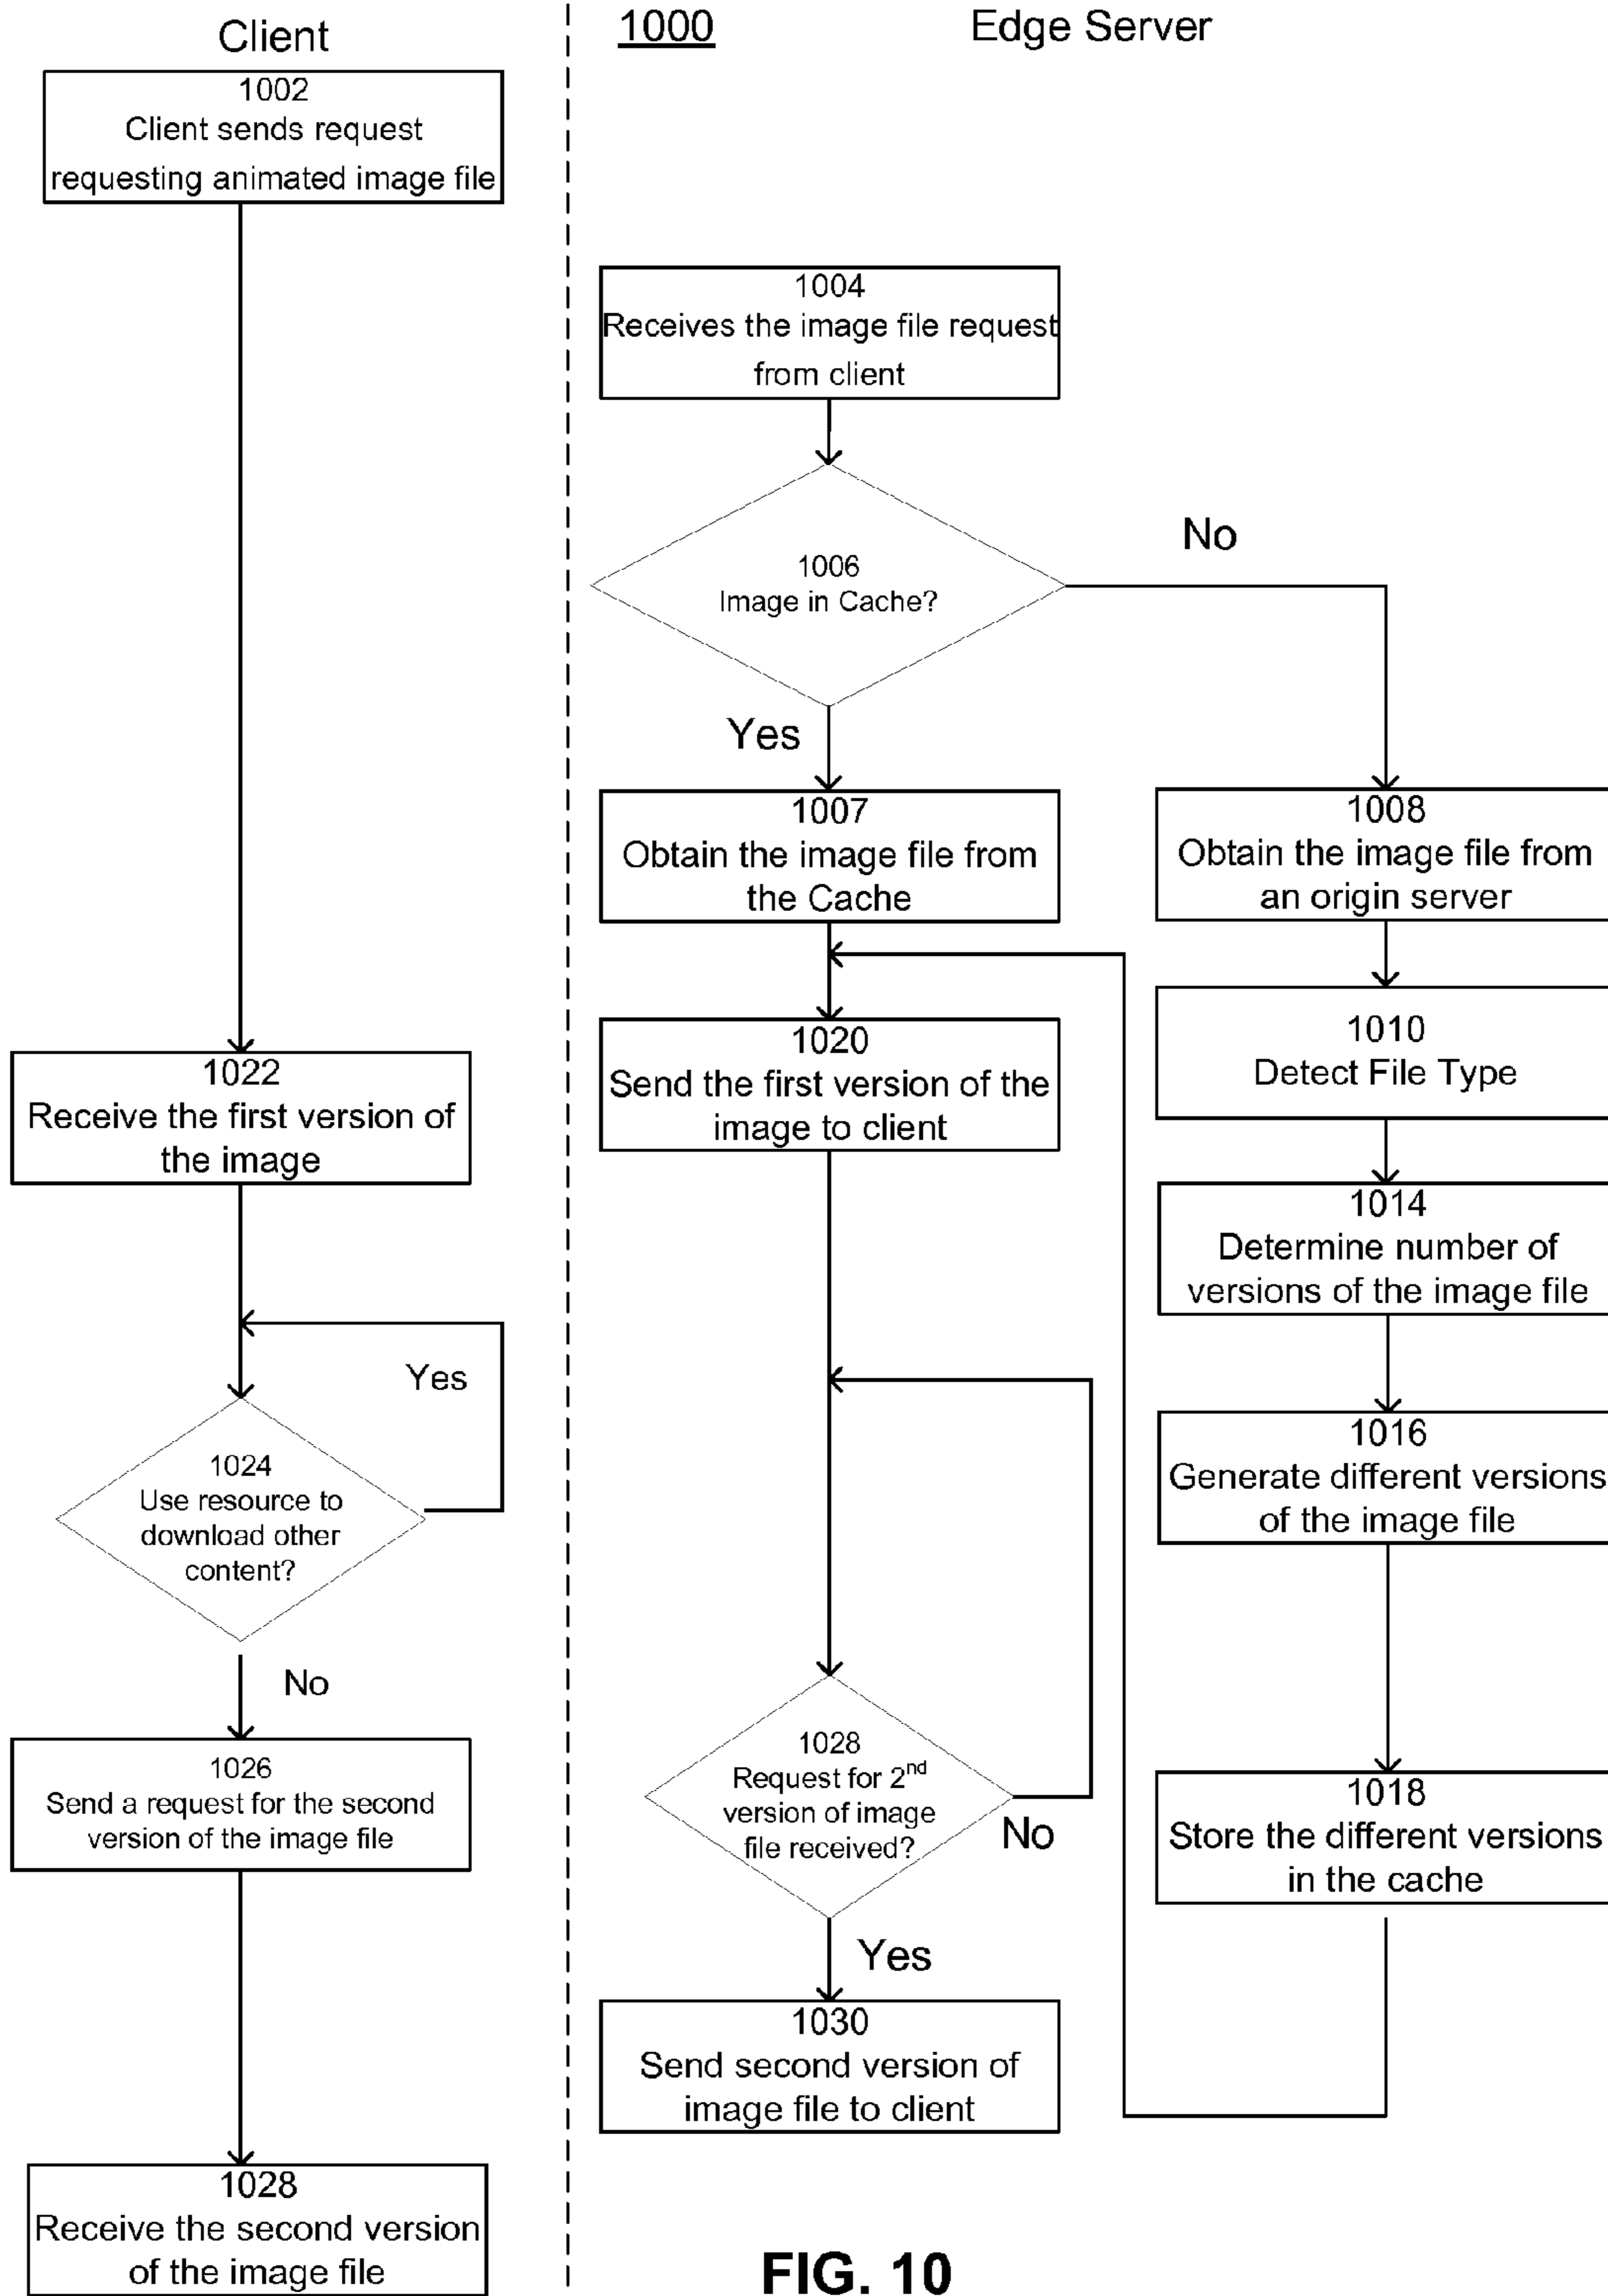 Client
1000
Edge Server
1002
Client sends request
requesting animated image file
1004
Receives the image file request
from client
1006
Image in Cache?
No
Yes
1007
Obtain the image file from
the Cache
1008
Obtain the image file from
an origin server
1010
Detect File Type
1014
Determine number of
versions of the image file
1016
Generate different versions
of the image file
1018
Store the different versions
in the cache
1020
Send the first version of the
image to client
1022
Receive the first version of
the image
Yes
1024
Use resource to
download other
content?
No
1026
Send a request for the second
version of the image file
1028
Request for 2nd
version of image
file received?
No
Yes
1030
Send second version of
image file to client
1028
Receive the second version
of the image file
FIG. 10